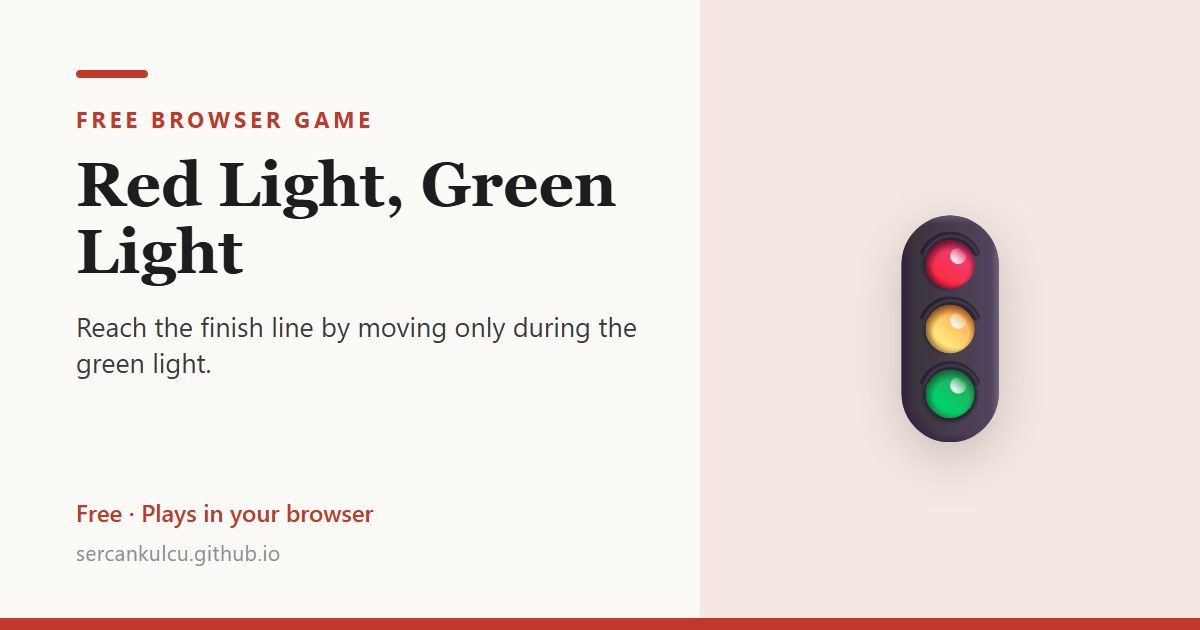 FREE BROWSER GAME
Red Light, Green
Light
Reach the finish line by moving only during the
green light.
Free · Plays in your browser
sercankulcu.github.io